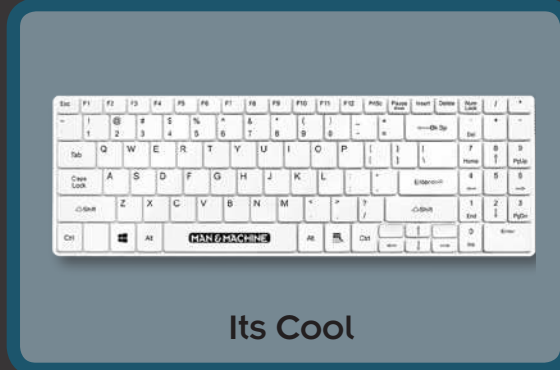 Esc F1 F2 F3 F4 F5 F6 F7 F8 F9 F10 F11 F12 PrtSc Pause Break Insert Delete Num Lock / *
~ ! @ # $ % ^ & * ( ) _ + Bk Sp - +
1 2 3 4 5 6 7 8 9 0 - = Del
Tab Q W E R T Y U I O P { } | 7 8 9
[ ] \ Home PgUp
Caps Lock A S D F G H J K L : " Enter 4 5 6
Shift Z X C V B N M < > ? Shift 1 2 3
/ End PgDn
Ctrl Alt MAN & MACHINE Alt Ctrl 0 Enter
Ins
Its Cool